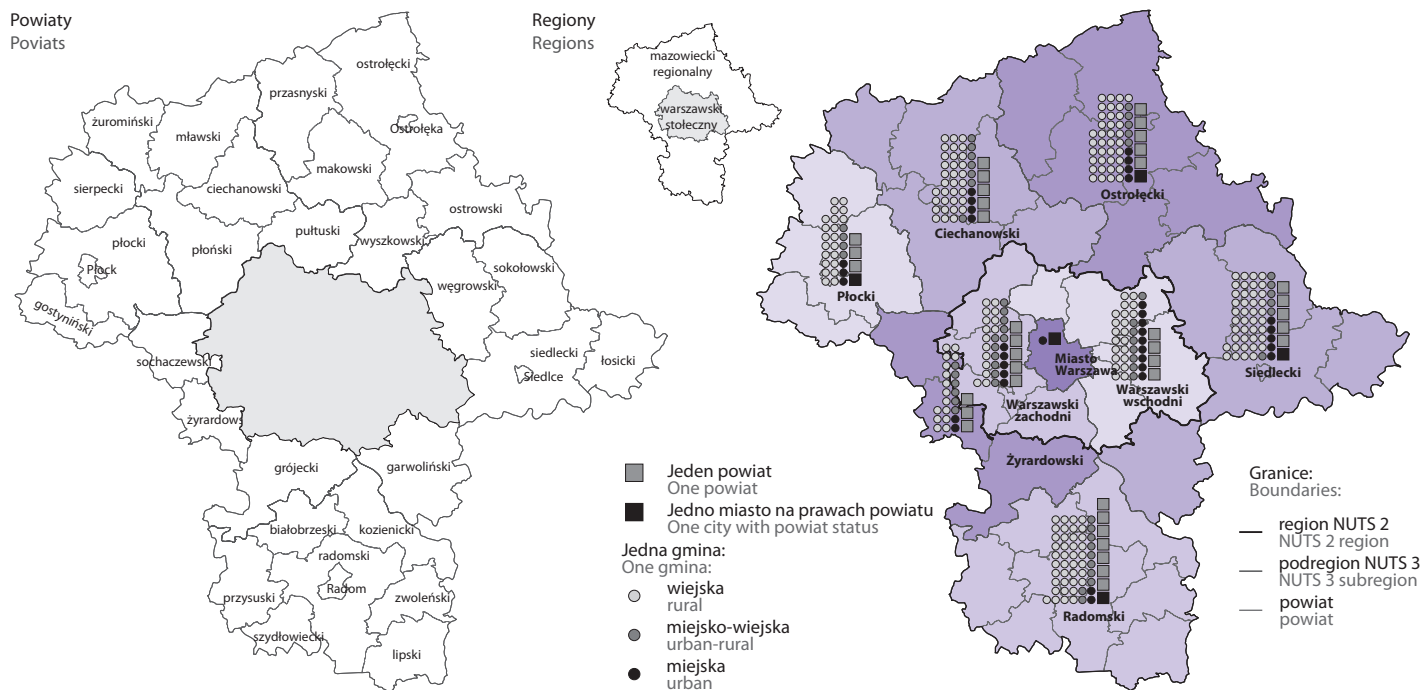 Powiaty
Poviats
ostrołęcki
przasnyski
żuromiński
mławski
Ostrołęka
sierpecki
ciechanowski
makowski
ostrowski
płocki
płoński
pułtuski
wyszkowski
sokołowski
Płock
węgrowski
gostyniński
sochaczewski
siedlecki
Siedlce
łosicki
żyrardows
grójecki
garwoliński
białobrzeski
kozienicki
radomski
Radom
przysuski
zwoleński
szydłowiecki
lipski
Regiony
Regions
mazowiecki
regionalny
warszawski
stołeczny
Ostrołęcki
Ciechanowski
Płocki
Miasto
Warszawa
Siedlecki
Warszawski
wschodni
Warszawski
zachodni
Żyrardowski
Radomski
Jeden powiat
One powiat
Jedno miasto na prawach powiatu
One city with powiat status
Jedna gmina:
One gmina:
wiejska
rural
miejsko-wiejska
urban-rural
miejska
urban
Granice:
Boundaries:
region NUTS 2
NUTS 2 region
podregion NUTS 3
NUTS 3 subregion
powiat
powiat